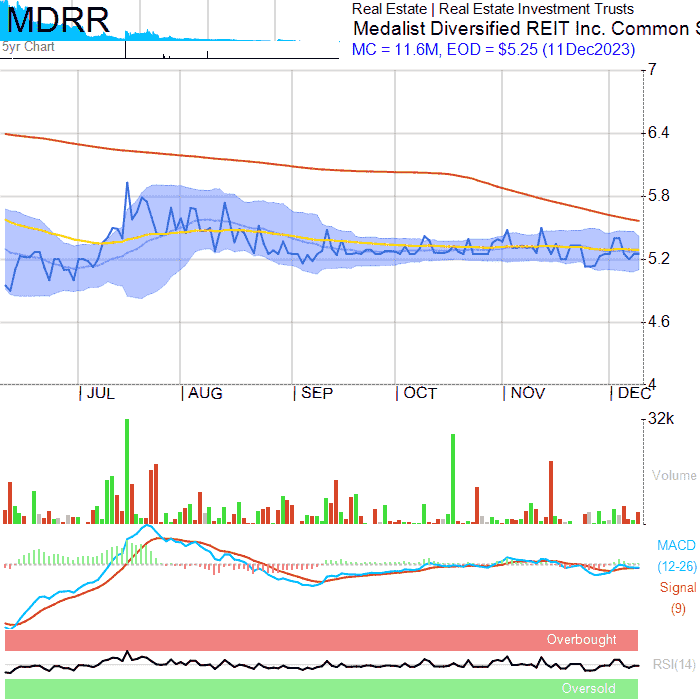 MDRR
5yr Chart
Real Estate | Real Estate Investment Trusts
Medalist Diversified REIT Inc. Common S
MC = 11.6M, EOD = $5.25 (11Dec2023)
7
6.4
5.8
5.2
4.6
4
JUL AUG SEP OCT NOV DEC
32k
Volume
MACD
(12-26)
Signal
(9)
Overbought
RSI(14)
Oversold